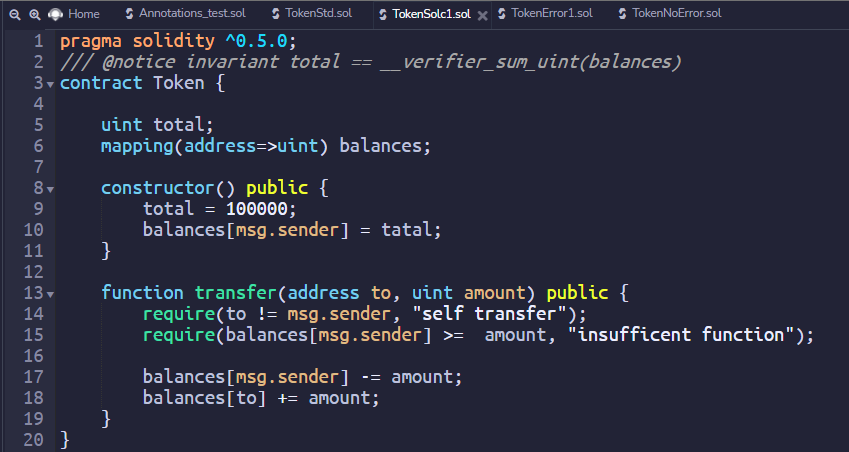 Home Annotations_test.sol TokenStd.sol TokenSolc1.sol TokenError1.sol TokenNoError.sol
1 pragma solidity ^0.5.0;
2 /// @notice invariant total == __verifier_sum_uint(balances)
3 contract Token {
4
5 uint total;
6 mapping(address=>uint) balances;
7
8 constructor() public {
9 total = 100000;
10 balances[msg.sender] = tatal;
11 }
12
13 function transfer(address to, uint amount) public {
14 require(to != msg.sender, "self transfer");
15 require(balances[msg.sender] >=  amount, "insufficent function");
16
17 balances[msg.sender] -= amount;
18 balances[to] += amount;
19 }
20 }